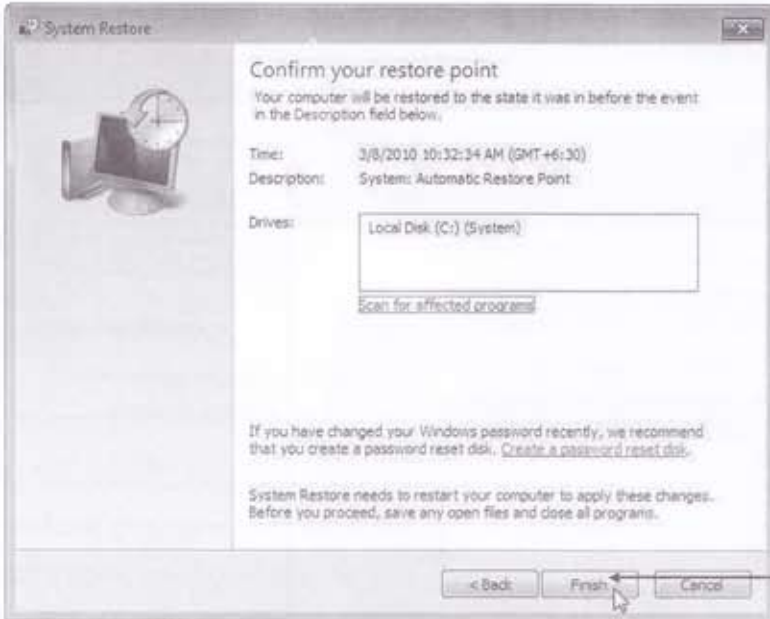 System Restore
Confirm your restore point
Your computer will be restored to the state it was in before the event
in the Description field below.
Time: 3/8/2010 10:32:34 AM (GMT+6:30)
Description: System: Automatic Restore Point
Drives: Local Disk (C:) (System)
Scan for affected programs
If you have changed your Windows password recently, we recommend
that you create a password reset disk. Create a password reset disk.
System Restore needs to restart your computer to apply these changes.
Before you proceed, save any open files and close all programs.
< Back Finish Cancel